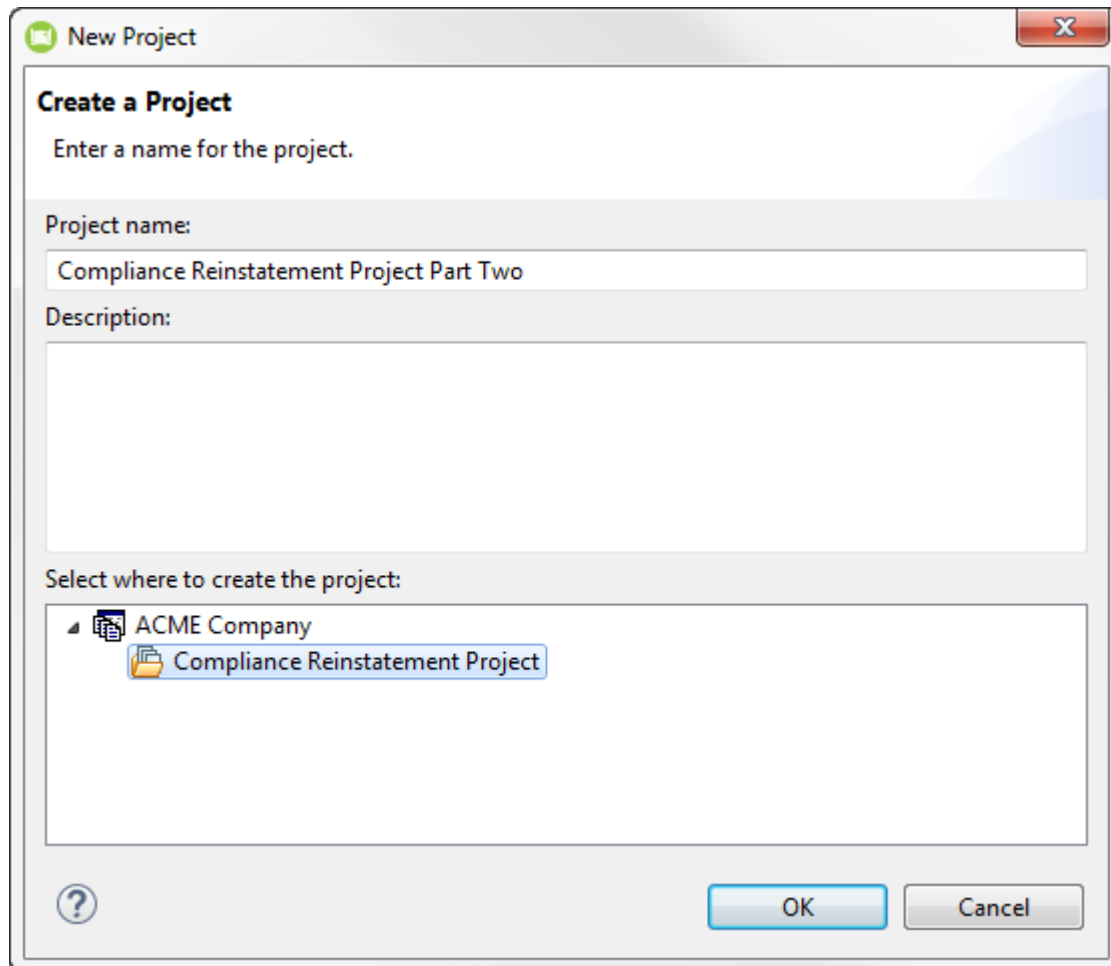 New Project
Create a Project
Enter a name for the project.
Project name:
Compliance Reinstatement Project Part Two
Description:
Select where to create the project:
ACME Company
Compliance Reinstatement Project
?
OK
Cancel